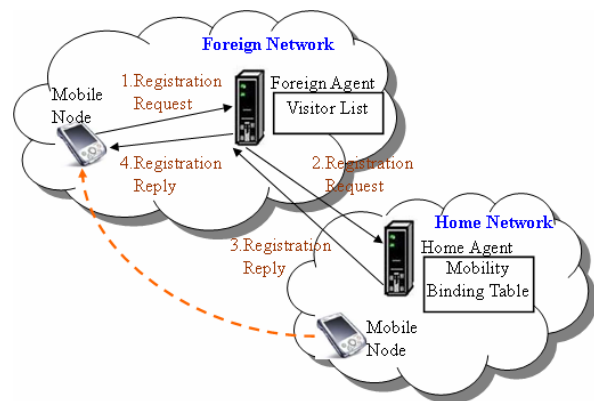 Foreign Network
1.Registration
Request
Foreign Agent
Visitor List
Mobile
Node
4.Registration
Reply
2.Registration
Request
Home Network
3.Registration
Reply
Home Agent
Mobility
Binding Table
Mobile
Node